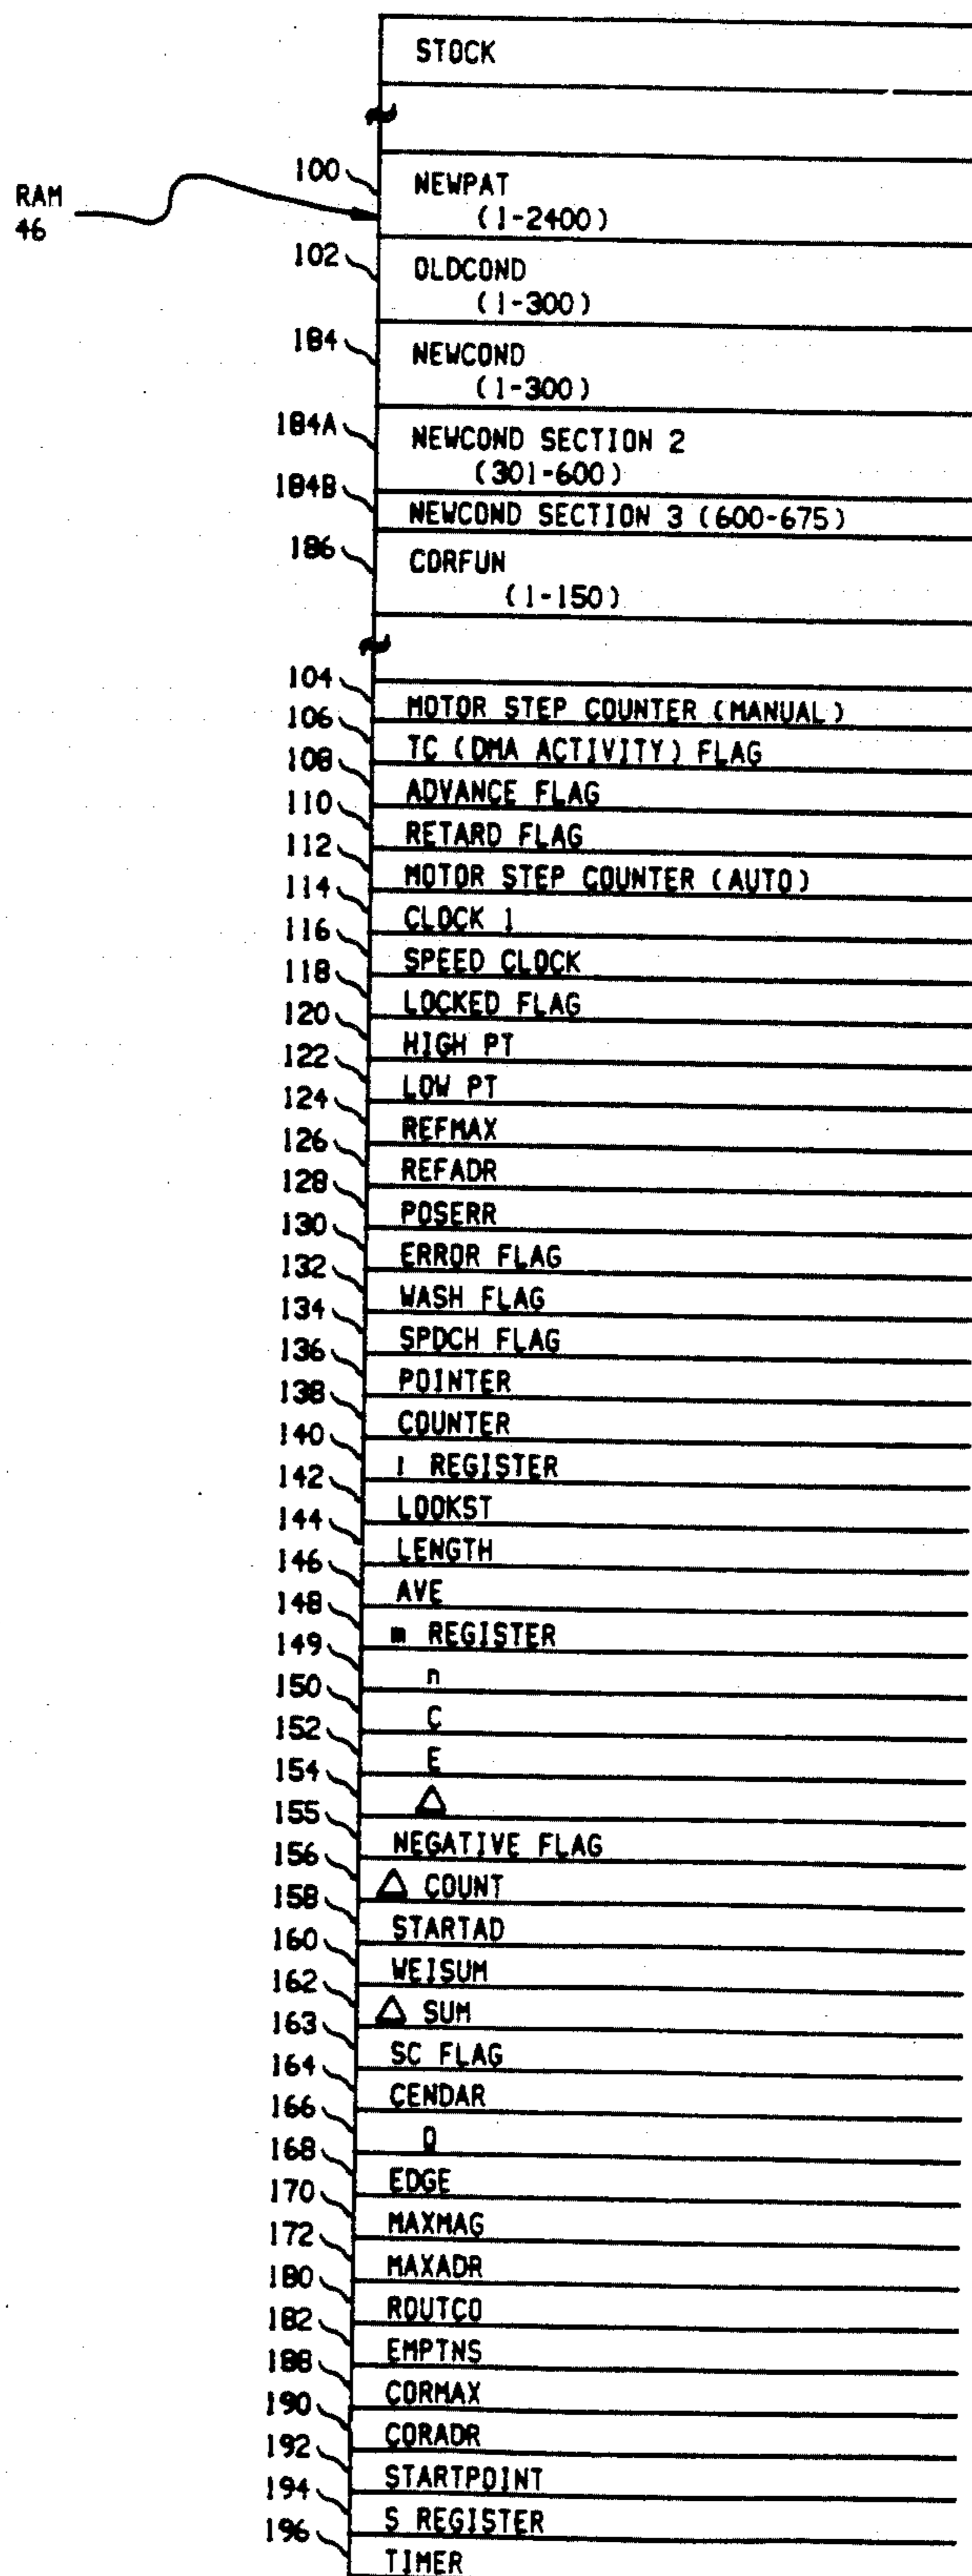 STOCK
RAM
46
100
NEWPAT
(1-2400)
102
OLDCOND
(1-300)
184
NEWCOND
(1-300)
184A
NEWCOND SECTION 2
(301-600)
184B
NEWCOND SECTION 3 (600-675)
186
CORFUN
(1-150)
104
MOTOR STEP COUNTER (MANUAL)
106
TC (DMA ACTIVITY) FLAG
108
ADVANCE FLAG
110
RETARD FLAG
112
MOTOR STEP COUNTER (AUTO)
114
CLOCK 1
116
SPEED CLOCK
118
LOCKED FLAG
120
HIGH PT
122
LOW PT
124
REFMAX
126
REFADR
128
POSERR
130
ERROR FLAG
132
WASH FLAG
134
SPDCH FLAG
136
POINTER
138
COUNTER
140
I REGISTER
142
LOOKST
144
LENGTH
146
AVE
148
m REGISTER
149
n
150
C
152
E
154
△
155
NEGATIVE FLAG
156
△ COUNT
158
STARTAD
160
WEISUM
162
△ SUM
163
SC FLAG
164
CENDAR
166
Q
168
EDGE
170
MAXMAG
172
MAXADR
180
ROUTCO
182
EMPTNS
188
CORMAX
190
CORADR
192
STARTPOINT
194
S REGISTER
196
TIMER